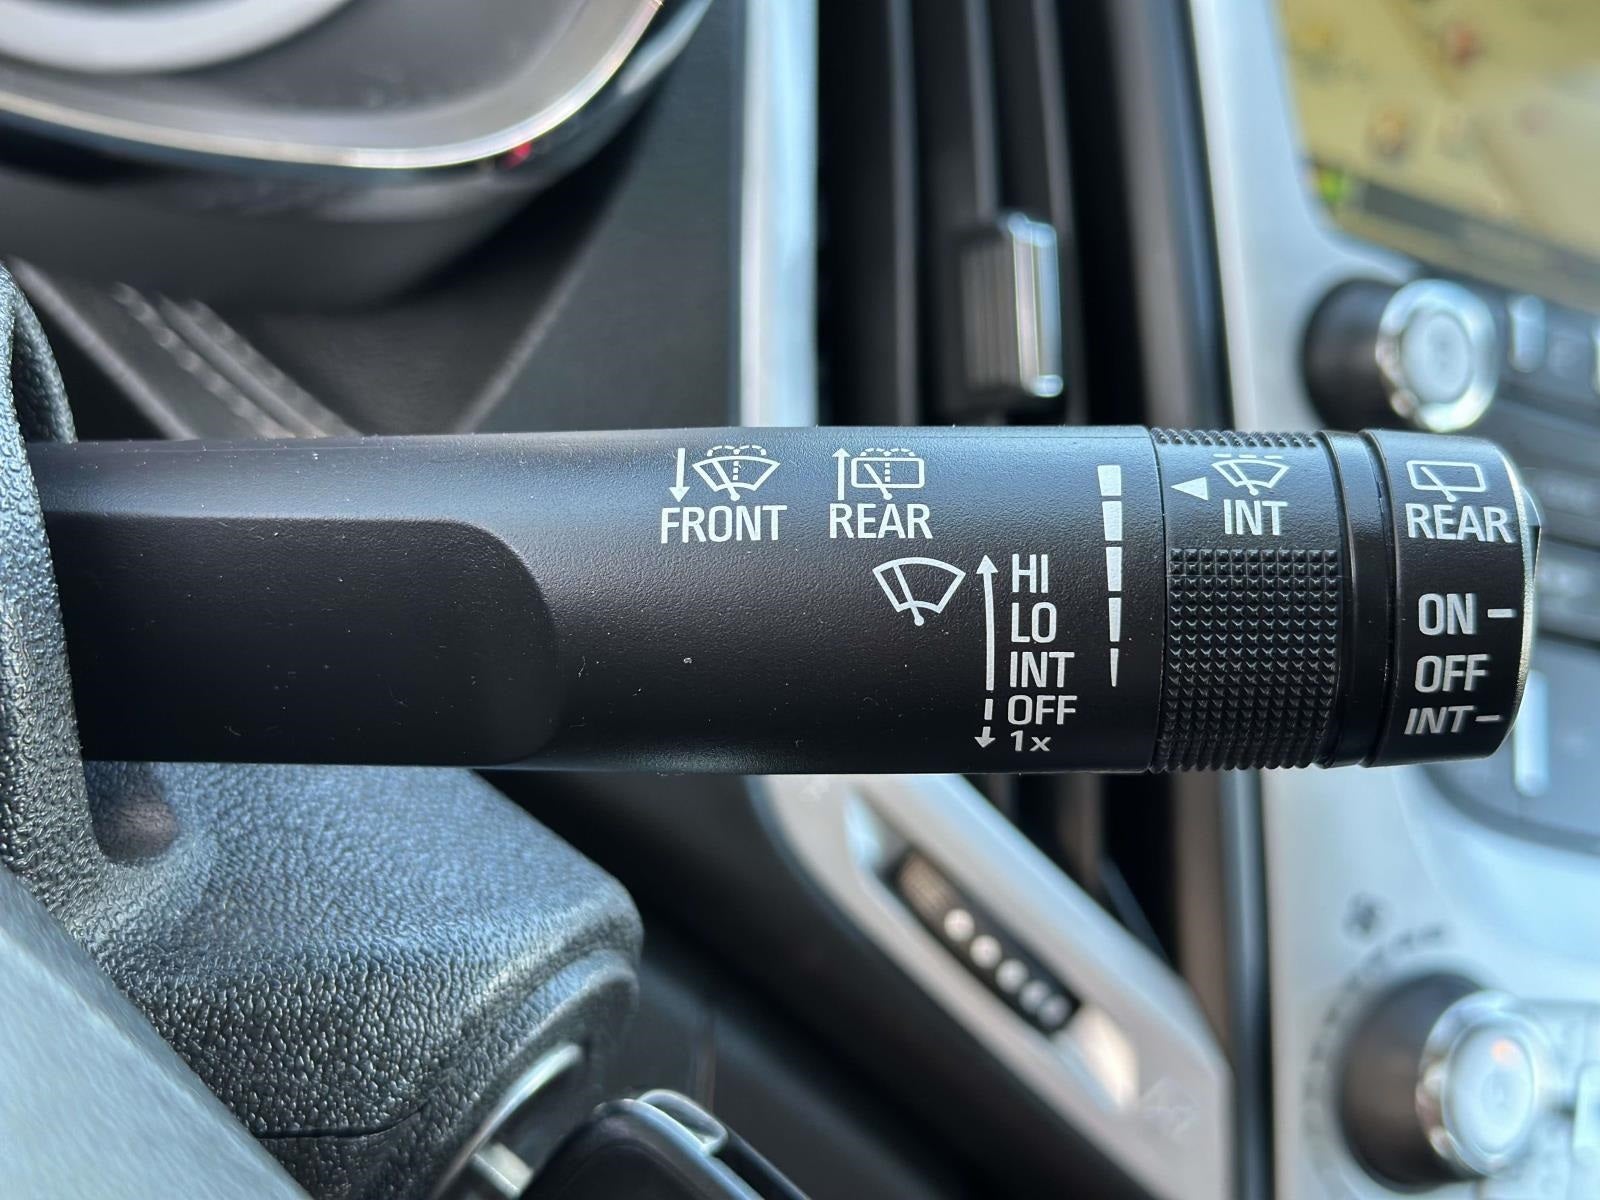 FRONT
REAR
HI
LO
INT
OFF
1x
INT
REAR
ON –
OFF
INT –